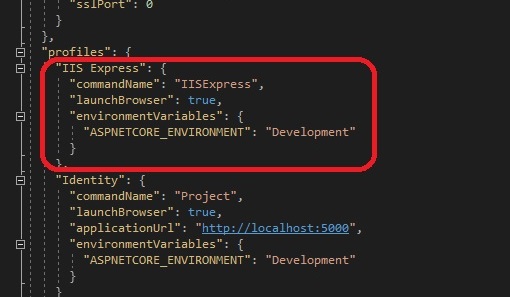 "sslPort": 0
}
},
"profiles": {
"IIS Express": {
"commandName": "IISExpress",
"launchBrowser": true,
"environmentVariables": {
"ASPNETCORE_ENVIRONMENT": "Development"
}
},
"Identity": {
"commandName": "Project",
"launchBrowser": true,
"applicationUrl": "http://localhost:5000",
"environmentVariables": {
"ASPNETCORE_ENVIRONMENT": "Development"
}
}